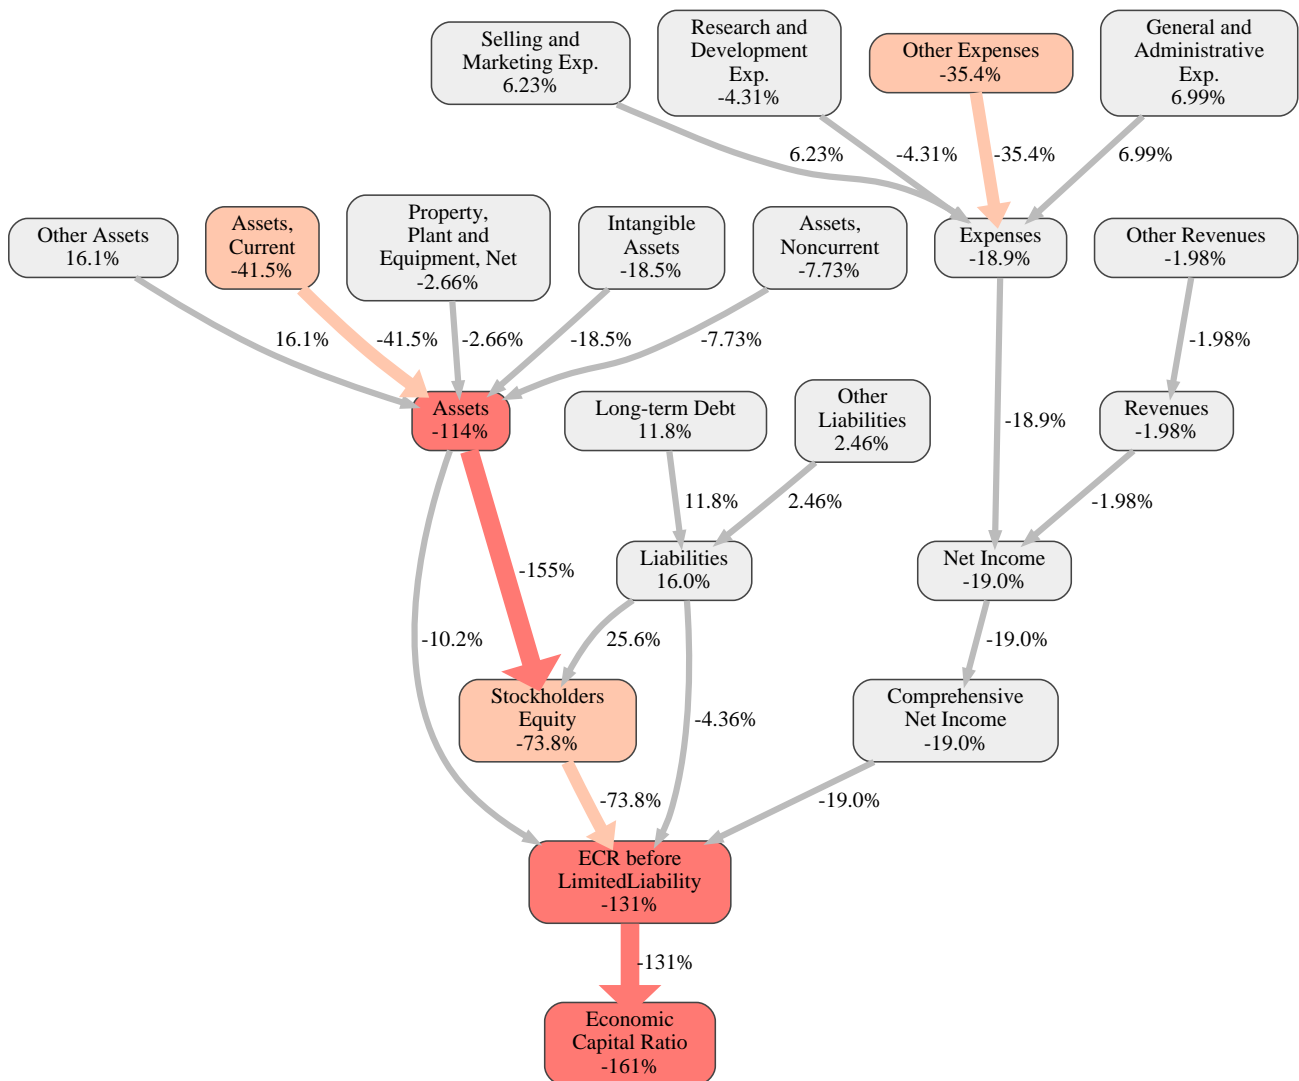 Selling and
Marketing Exp.
6.23%
Research and
Development
Exp.
-4.31%
Other Expenses
-35.4%
General and
Administrative
Exp.
6.99%
6.23%
-4.31%
-35.4%
6.99%
Other Assets
16.1%
Assets,
Current
-41.5%
Property,
Plant and
Equipment, Net
-2.66%
Intangible
Assets
-18.5%
Assets,
Noncurrent
-7.73%
Expenses
-18.9%
Other Revenues
-1.98%
16.1%
-41.5%
-2.66%
-18.5%
-7.73%
-1.98%
Assets
-114%
Long-term Debt
11.8%
Other
Liabilities
2.46%
-18.9%
Revenues
-1.98%
11.8%
2.46%
-1.98%
-155%
Liabilities
16.0%
Net Income
-19.0%
-10.2%
25.6%
-19.0%
Stockholders
Equity
-73.8%
-4.36%
Comprehensive
Net Income
-19.0%
-73.8%
-19.0%
ECR before
LimitedLiability
-131%
-131%
Economic
Capital Ratio
-161%